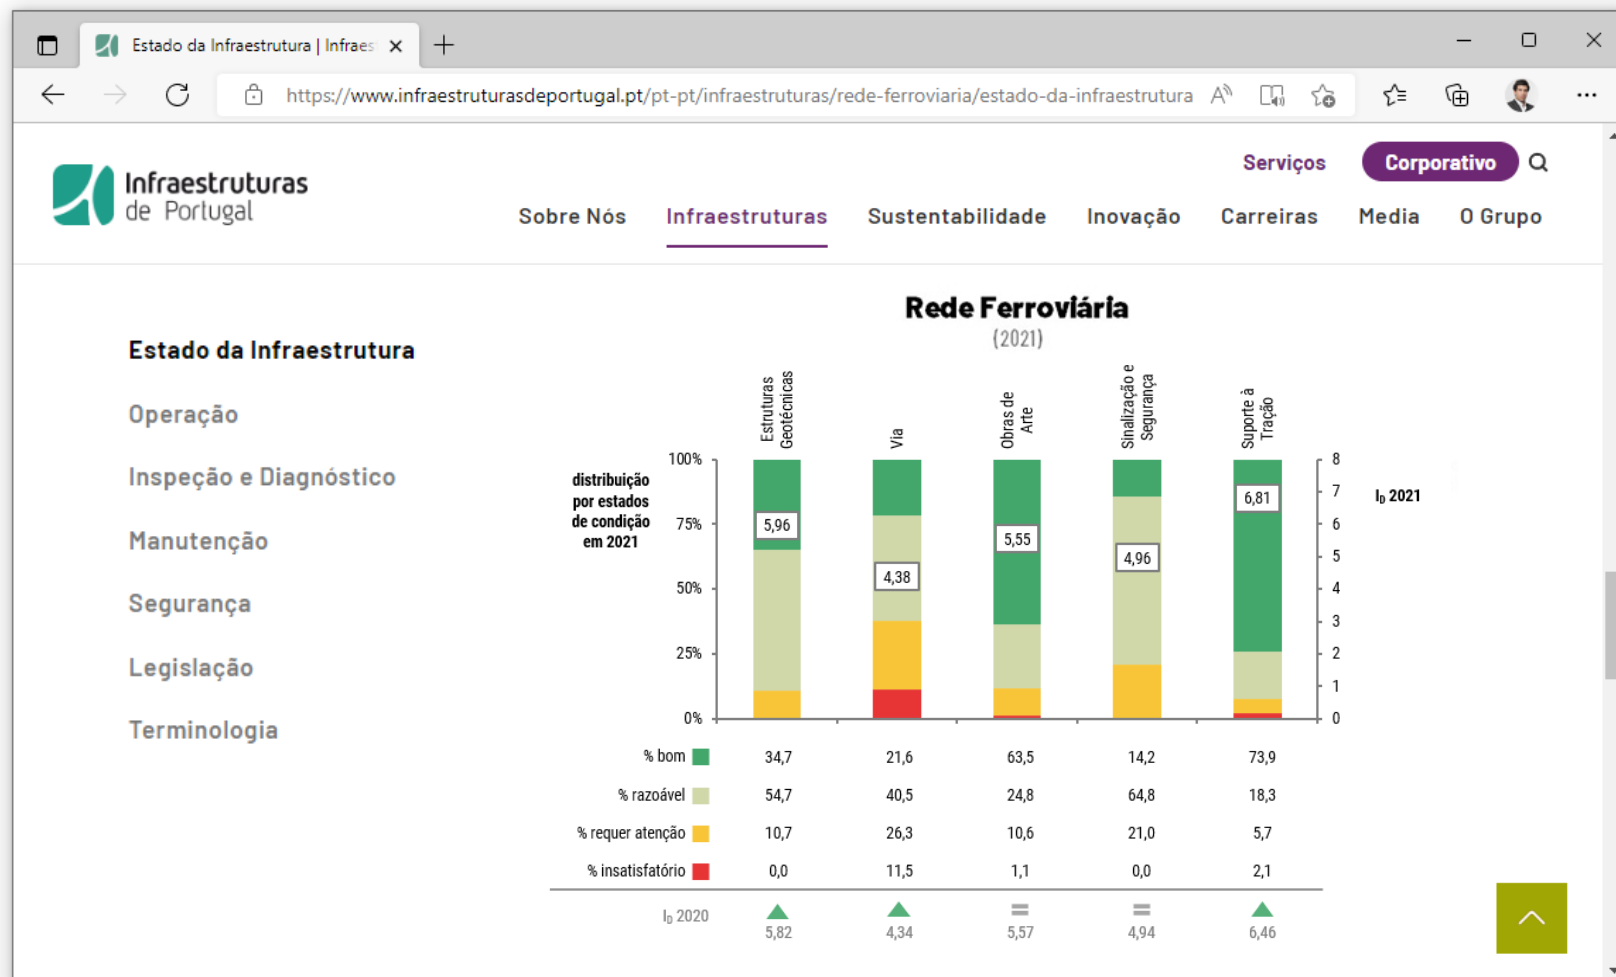 Estado da Infraestrutura | Infraes
https://www.infraestruturasdeportugal.pt/pt-pt/infraestruturas/rede-ferroviaria/estado-da-infraestrutura
Infraestruturas
de Portugal
Serviços
Corporativo
Sobre Nós
Infraestruturas
Sustentabilidade
Inovação
Carreiras
Media
O Grupo
Estado da Infraestrutura
Operação
Inspeção e Diagnóstico
Manutenção
Segurança
Legislação
Terminologia
Rede Ferroviária
(2021)
Estruturas
Geotécnicas
Via
Obras de
Arte
Sinalização e
Segurança
Suporte à
Tração
distribuição
por estados
de condição
em 2021
100%
75%
50%
25%
0%
5,96
4,38
5,55
4,96
6,81
8
7
6
5
4
3
2
1
0
I_D 2021
% bom 34,7 21,6 63,5 14,2 73,9
% razoável 54,7 40,5 24,8 64,8 18,3
% requer atenção 10,7 26,3 10,6 21,0 5,7
% insatisfatório 0,0 11,5 1,1 0,0 2,1
I_D 2020 5,82 4,34 5,57 4,94 6,46